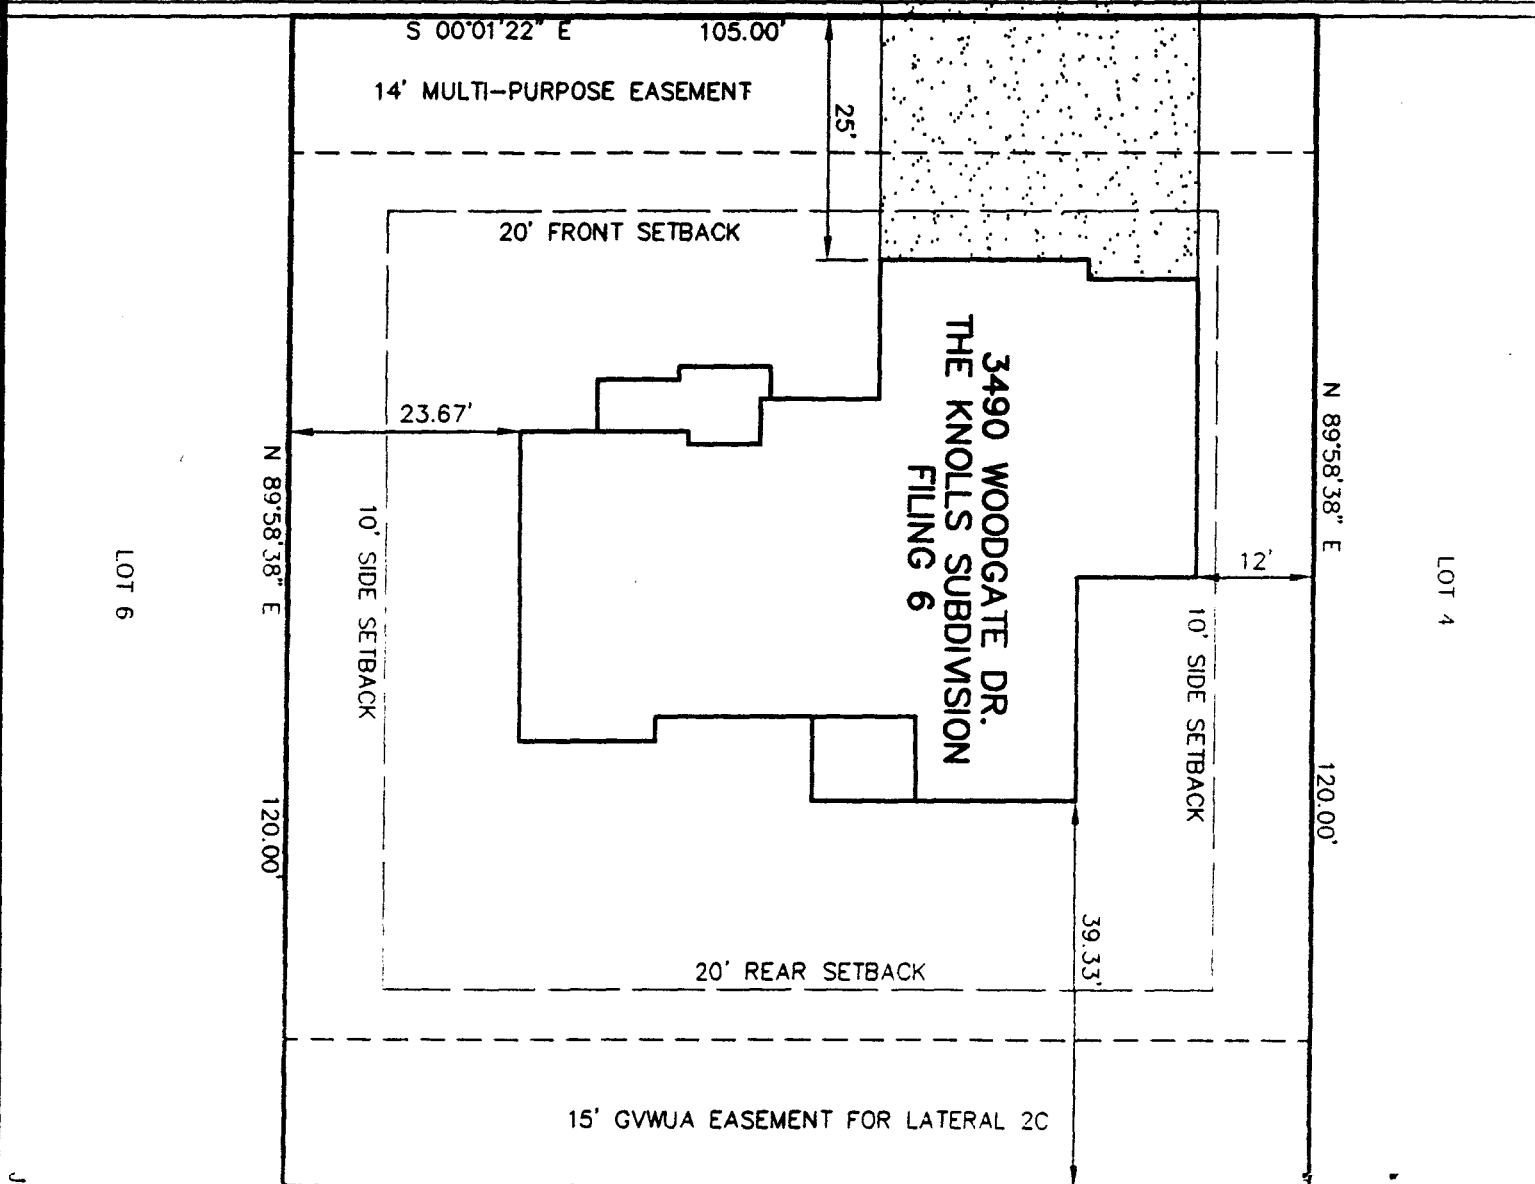 S 00°01'22" E 105.00'
14' MULTI-PURPOSE EASEMENT
25'
20' FRONT SETBACK
3490 WOODGATE DR.
THE KNOLLS SUBDIVISION
FILING 6
23.67'
N 89°58'38" E
120.00'
10' SIDE SETBACK
LOT 6
N 89°58'38" E
120.00'
12'
10' SIDE SETBACK
LOT 4
39.33'
20' REAR SETBACK
15' GVWUA EASEMENT FOR LATERAL 2C